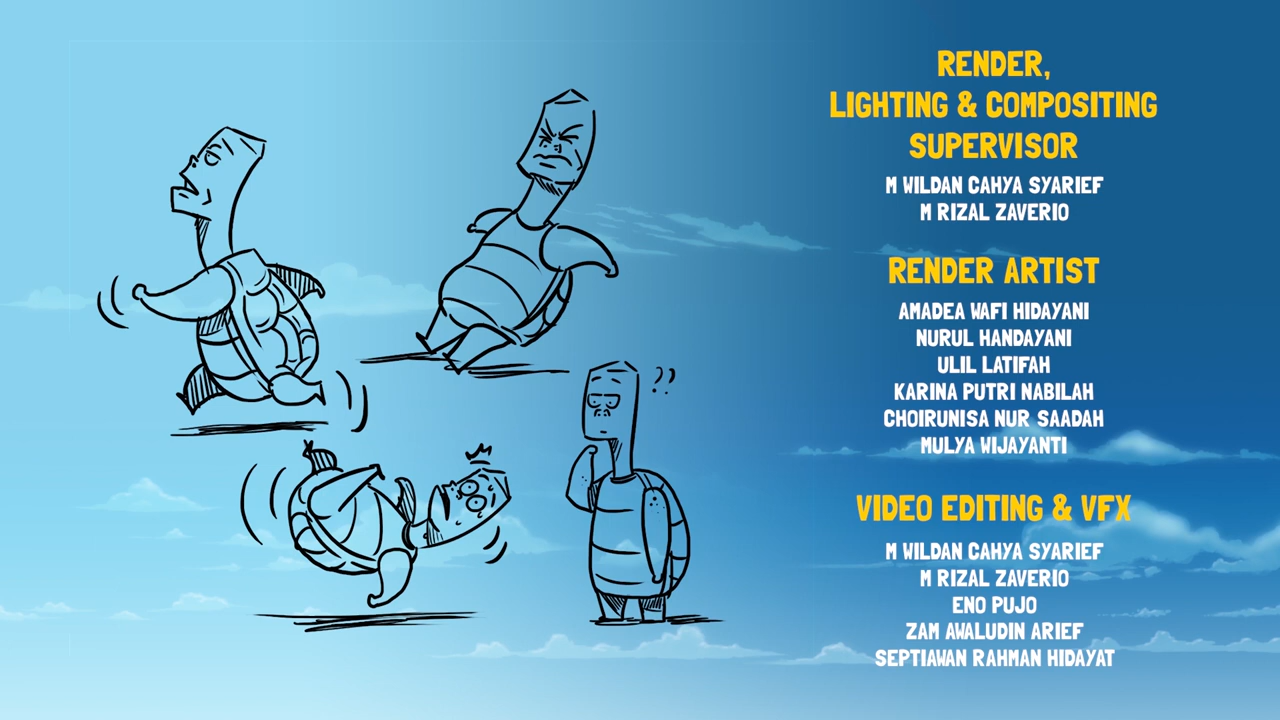 RENDER,
LIGHTING & COMPOSITING
SUPERVISOR
M WILDAN CAHYA SYARIEF
M RIZAL ZAVERIO
RENDER ARTIST
AMADEA WAFI HIDAYANI
NURUL HANDAYANI
ULIL LATIFAH
KARINA PUTRI NABILAH
CHOIRUNISA NUR SAADAH
MULYA WIJAYANTI
VIDEO EDITING & VFX
M WILDAN CAHYA SYARIEF
M RIZAL ZAVERIO
ENO PUJO
ZAM AWALUDIN ARIEF
SEPTIAWAN RAHMAN HIDAYAT
??